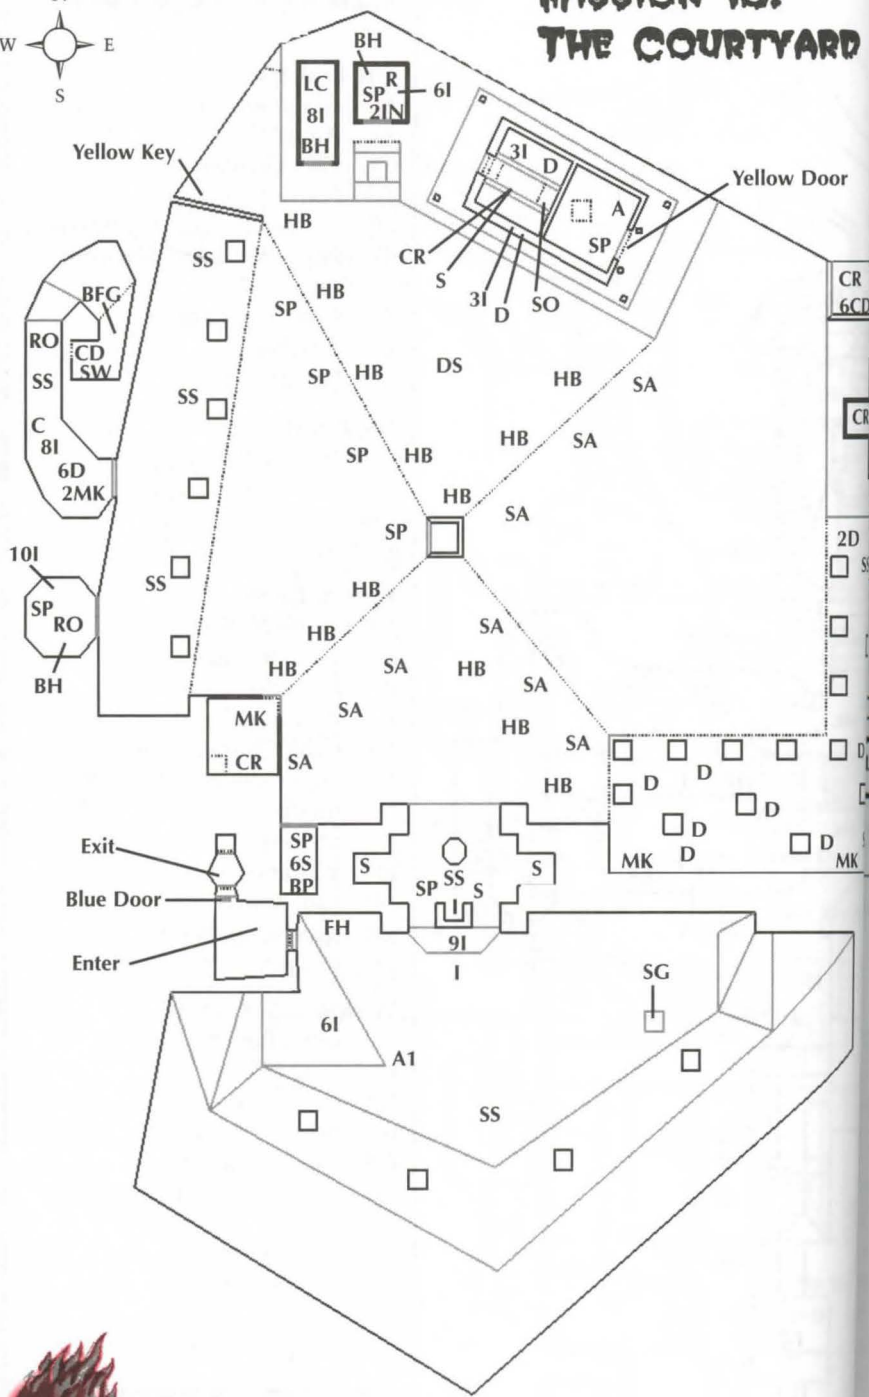 THE COURTYARD
W E
S
BH
LC
R
SP
6I
8I
2IN
BH
Yellow Key
3I D
Yellow Door
A
HB
SP
SS
CR
S
3I
D
SO
CR
6CD
BFG
HB
SP
RO
CD
SW
SS
SP
HB
DS
HB
SA
SS
C
8I
CR
HB
SA
6D
2MK
SP
HB
HB
SA
SP
2D
10I
SP
RO
SS
HB
HB
SA
BH
HB
SA
HB
SA
MK
SA
HB
CR
SA
SA
D
D
HB
D
D
Exit
SP
6S
BP
S
SS
SP
S
S
D
MK
D
MK
Blue Door
I
FH
9I
Enter
I
SG
6I
A1
SS